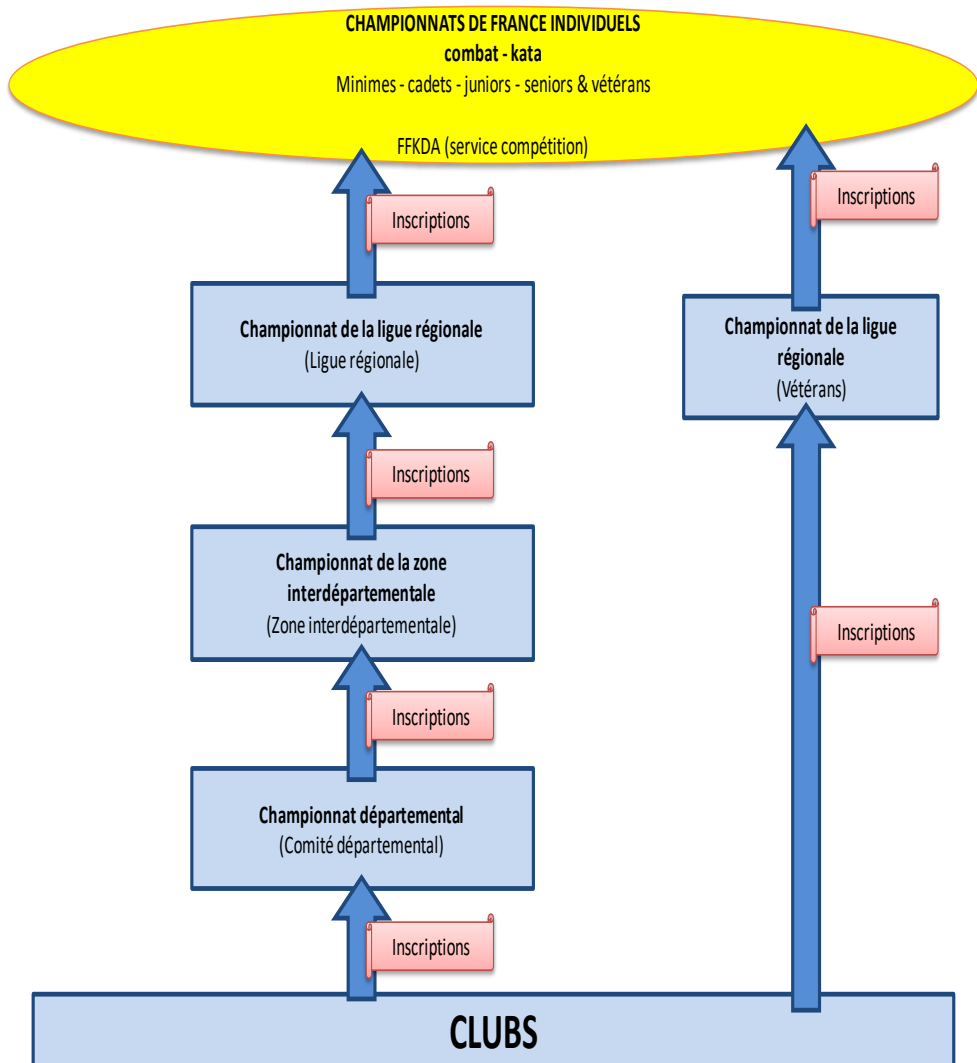 CHAMPIONNATS DE FRANCE INDIVIDUELS
combat - kata
Minimes - cadets - juniors - seniors & vétérans
FFKDA (service compétition)
Inscriptions
Inscriptions
Championnat de la ligue régionale
(Ligue régionale)
Championnat de la ligue
régionale
(Vétérans)
Inscriptions
Championnat de la zone
interdépartementale
(Zone interdépartementale)
Inscriptions
Inscriptions
Championnat départemental
(Comité départemental)
Inscriptions
CLUBS